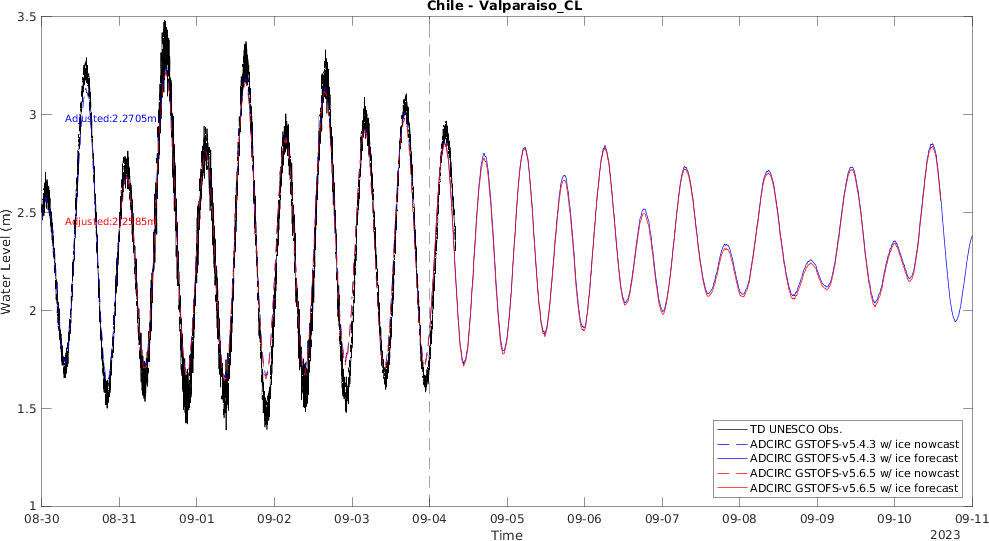 Chile - Valparaiso_CL
3.5
3
2.5
2
1.5
1
Water Level (m)
Adjusted:2.2705m
Adjusted:2.2585m
TD UNESCO Obs.
ADCIRC GSTOFS-v5.4.3 w/ ice nowcast
ADCIRC GSTOFS-v5.4.3 w/ ice forecast
ADCIRC GSTOFS-v5.6.5 w/ ice nowcast
ADCIRC GSTOFS-v5.6.5 w/ ice forecast
08-30 08-31 09-01 09-02 09-03 09-04 09-05 09-06 09-07 09-08 09-09 09-10 09-11
Time
2023